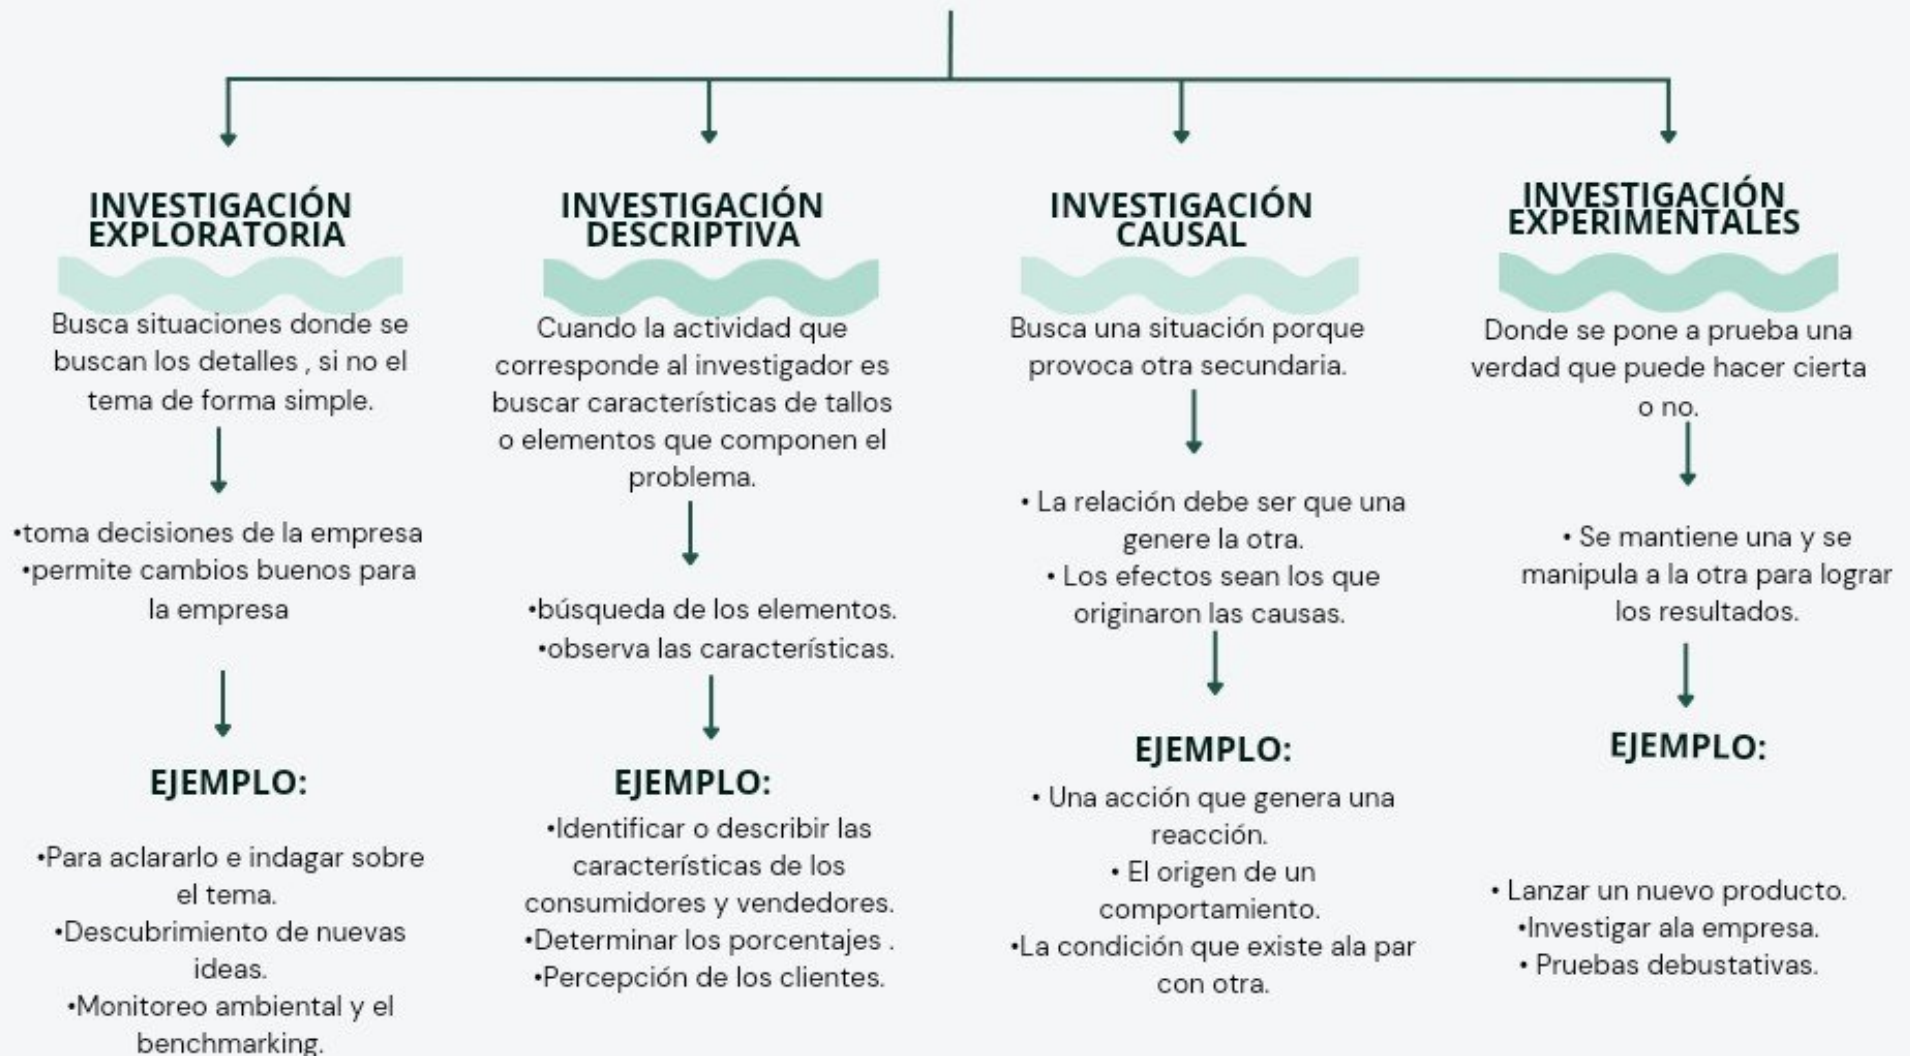 INVESTIGACIÓN
EXPLORATORIA
Busca situaciones donde se
buscan los detalles , si no el
tema de forma simple.
•toma decisiones de la empresa
•permite cambios buenos para
la empresa
EJEMPLO:
•Para aclararlo e indagar sobre
el tema.
•Descubrimiento de nuevas
ideas.
•Monitoreo ambiental y el
benchmarking.
INVESTIGACIÓN
DESCRIPTIVA
Cuando la actividad que
corresponde al investigador es
buscar características de tallos
o elementos que componen el
problema.
•búsqueda de los elementos.
•observa las características.
EJEMPLO:
•Identificar o describir las
características de los
consumidores y vendedores.
•Determinar los porcentajes .
•Percepción de los clientes.
INVESTIGACIÓN
CAUSAL
Busca una situación porque
provoca otra secundaria.
• La relación debe ser que una
genere la otra.
• Los efectos sean los que
originaron las causas.
EJEMPLO:
• Una acción que genera una
reacción.
• El origen de un
comportamiento.
•La condición que existe ala par
con otra.
INVESTIGACIÓN
EXPERIMENTALES
Donde se pone a prueba una
verdad que puede hacer cierta
o no.
• Se mantiene una y se
manipula a la otra para lograr
los resultados.
EJEMPLO:
• Lanzar un nuevo producto.
•Investigar ala empresa.
• Pruebas debustativas.